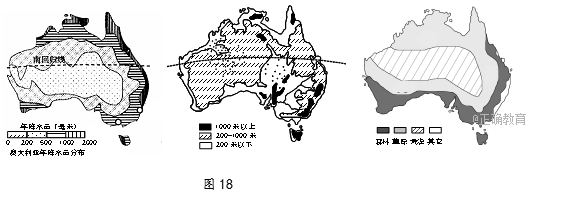 南回归线
年降水量（毫米）
0 200 500 1000 2000
澳大利亚年降水量分布
1000米以上
200-1000米
200米以下
森林 草原 荒漠 其它
@正确教育
图 18